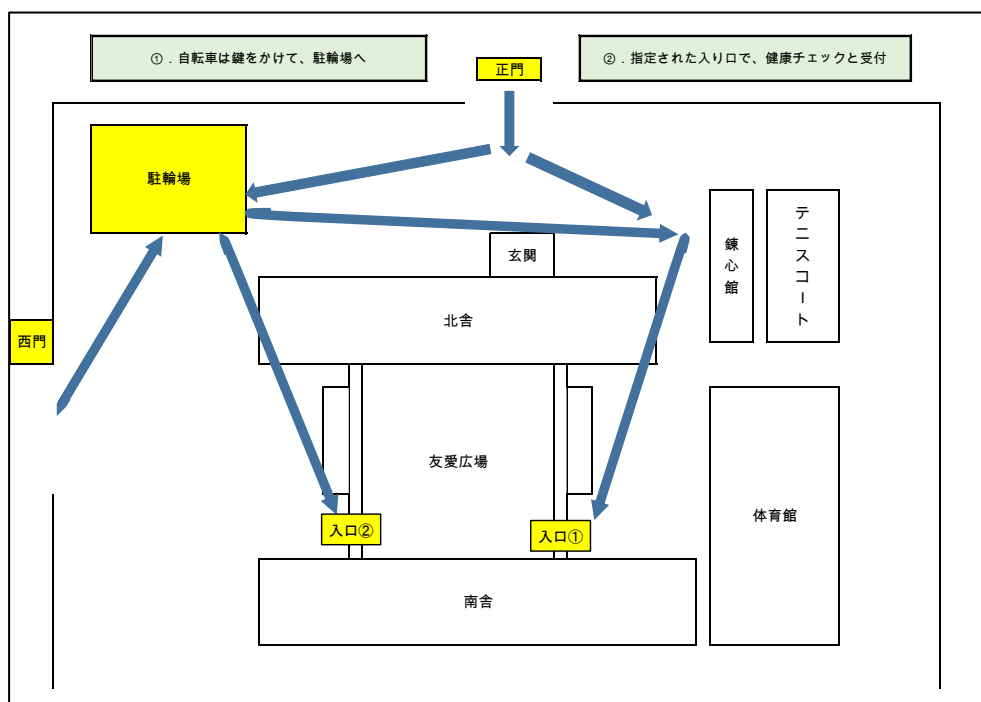 ①．自転車は鍵をかけて、駐輪場へ
②．指定された入り口で、健康チェックと受付
正門
駐輪場
玄関
錬心館
テニスコート
北舎
西門
友愛広場
入口②
入口①
体育館
南舎